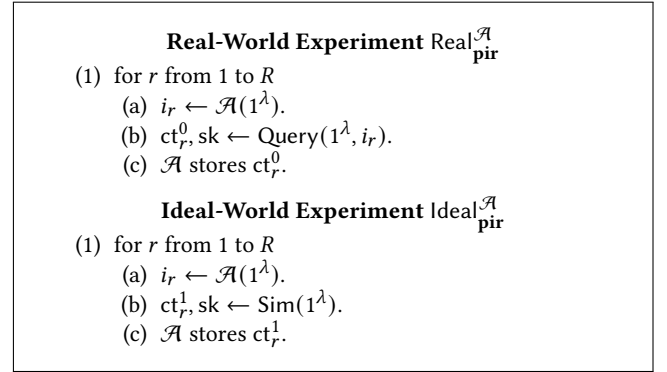 Real-World Experiment Real^𝒜_pir
(1) for r from 1 to R
(a) i_r ← 𝒜(1^λ).
(b) ct^0_r, sk ← Query(1^λ, i_r).
(c) 𝒜 stores ct^0_r.
Ideal-World Experiment Ideal^𝒜_pir
(1) for r from 1 to R
(a) i_r ← 𝒜(1^λ).
(b) ct^1_r, sk ← Sim(1^λ).
(c) 𝒜 stores ct^1_r.